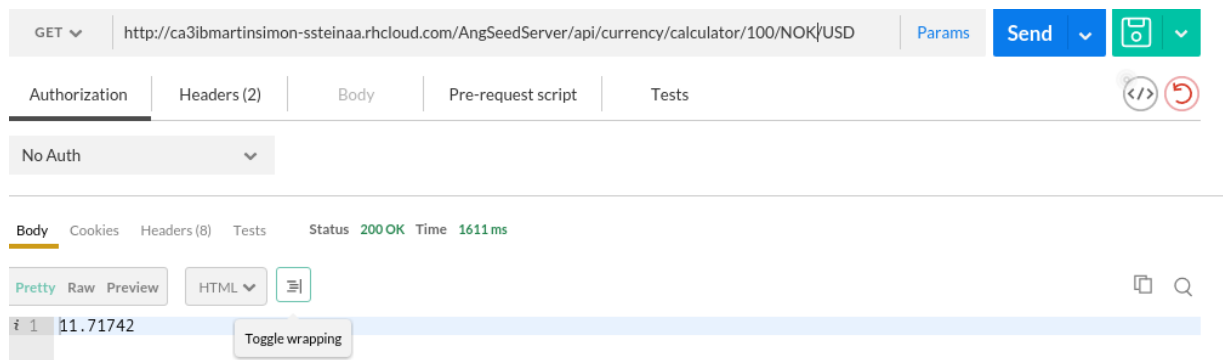 GET http://ca3ibmartinsimon-ssteinaa.rhcloud.com/AngSeedServer/api/currency/calculator/100/NOK/USD Params Send
Authorization Headers (2) Body Pre-request script Tests
No Auth
Body Cookies Headers (8) Tests Status 200 OK Time 1611 ms
Pretty Raw Preview HTML
i 1 11.71742
Toggle wrapping